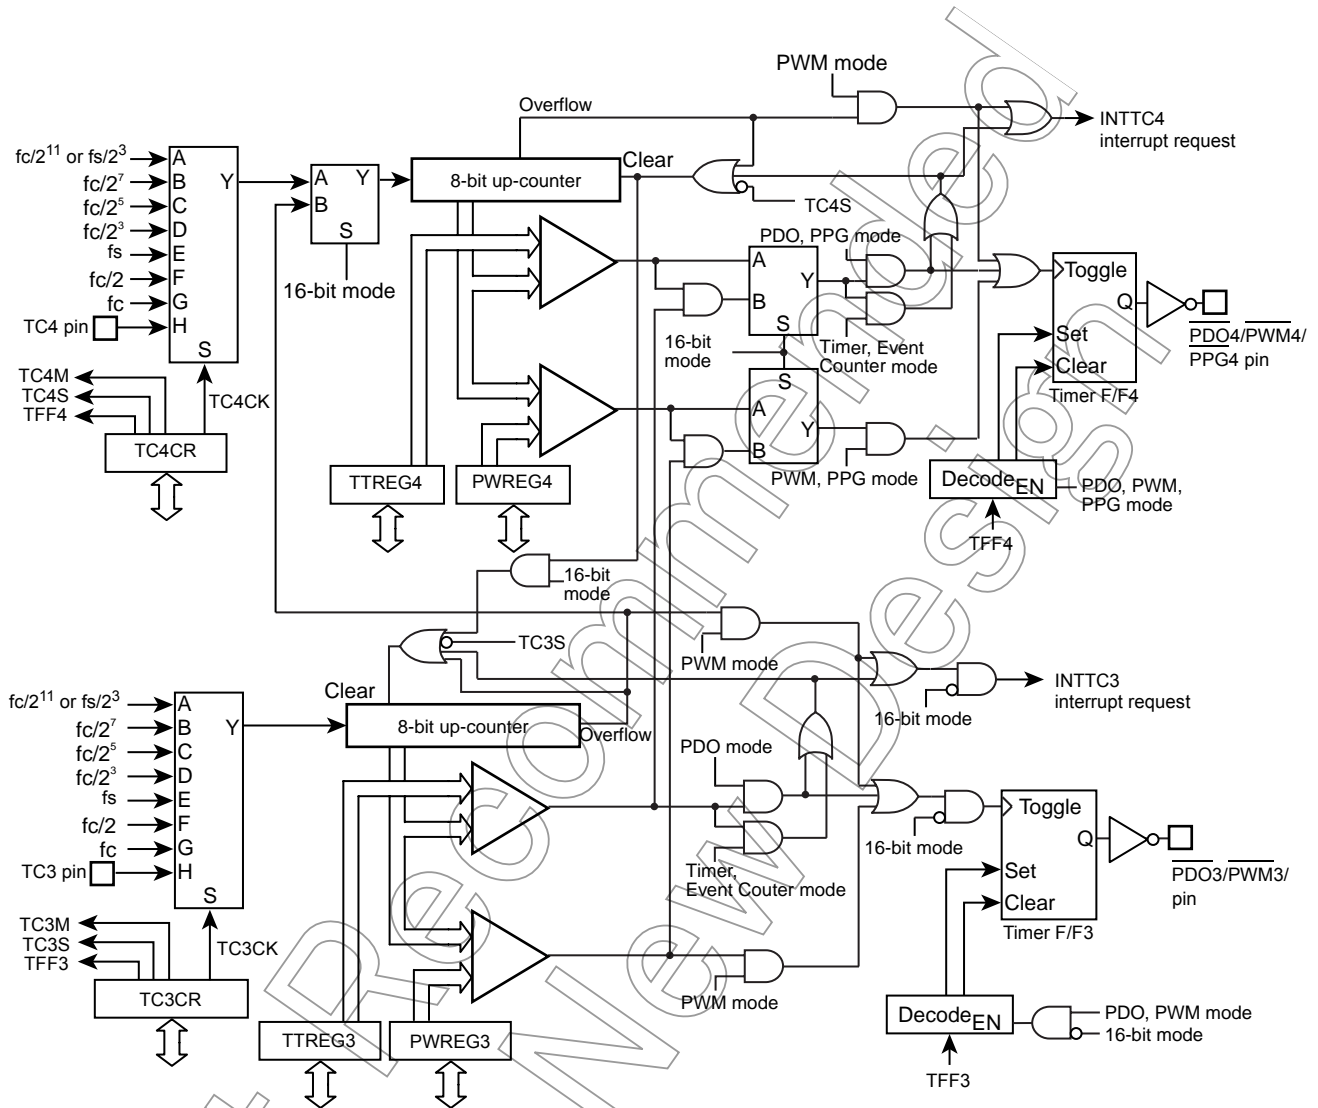 PWM mode
Overflow
INTTC4
interrupt request
fc/2¹¹ or fs/2³
fc/2⁷
fc/2⁵
fc/2³
fs
fc/2
fc
TC4 pin
A
B
C
D
E
F
G
H
Y
S
A
B
Y
S
16-bit mode
8-bit up-counter
Clear
TC4S
PDO, PPG mode
A
B
Y
S
16-bit
mode
Timer, Event
Counter mode
S
A
B
Y
PWM, PPG mode
Toggle
Q
Set
Clear
Timer F/F4
PDO4/PWM4/
PPG4 pin
TC4M
TC4S
TFF4
TC4CK
TC4CR
TTREG4
PWREG4
Decode EN
PDO, PWM,
PPG mode
TFF4
16-bit
mode
TC3S
PWM mode
INTTC3
interrupt request
16-bit mode
fc/2¹¹ or fs/2³
fc/2⁷
fc/2⁵
fc/2³
fs
fc/2
fc
TC3 pin
A
B
C
D
E
F
G
H
Y
S
Clear
8-bit up-counter
Overflow
PDO mode
Timer,
Event Couter mode
16-bit mode
Toggle
Q
Set
Clear
Timer F/F3
PDO3/PWM3/
pin
TC3M
TC3S
TFF3
TC3CK
TC3CR
TTREG3
PWREG3
PWM mode
Decode EN
PDO, PWM mode
16-bit mode
TFF3
Recommended
New Design